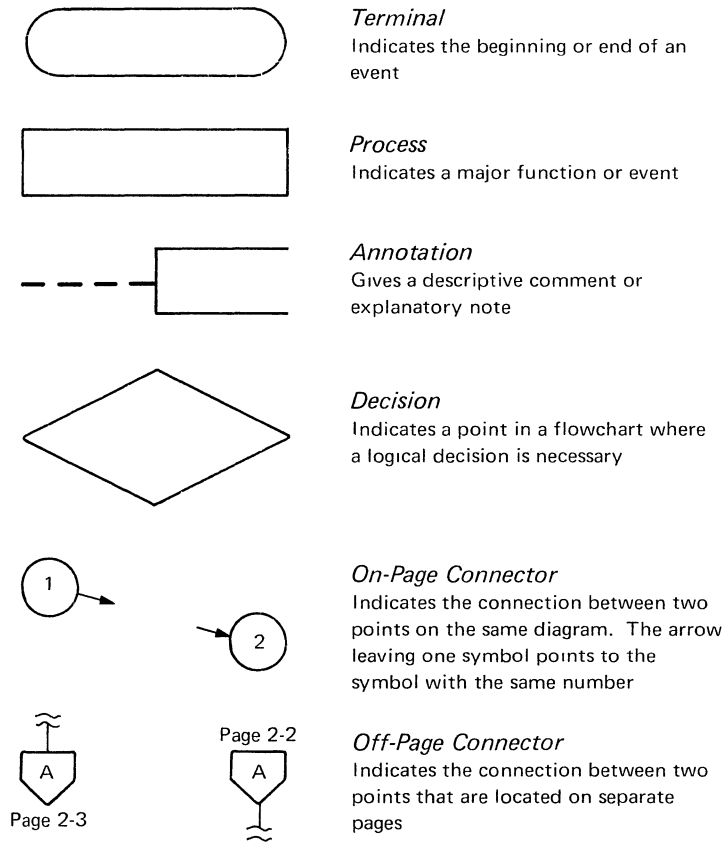 Terminal
Indicates the beginning or end of an
event
Process
Indicates a major function or event
Annotation
Gives a descriptive comment or
explanatory note
Decision
Indicates a point in a flowchart where
a logical decision is necessary
1
2
On-Page Connector
Indicates the connection between two
points on the same diagram. The arrow
leaving one symbol points to the
symbol with the same number
A
Page 2-3
Page 2-2
A
Off-Page Connector
Indicates the connection between two
points that are located on separate
pages